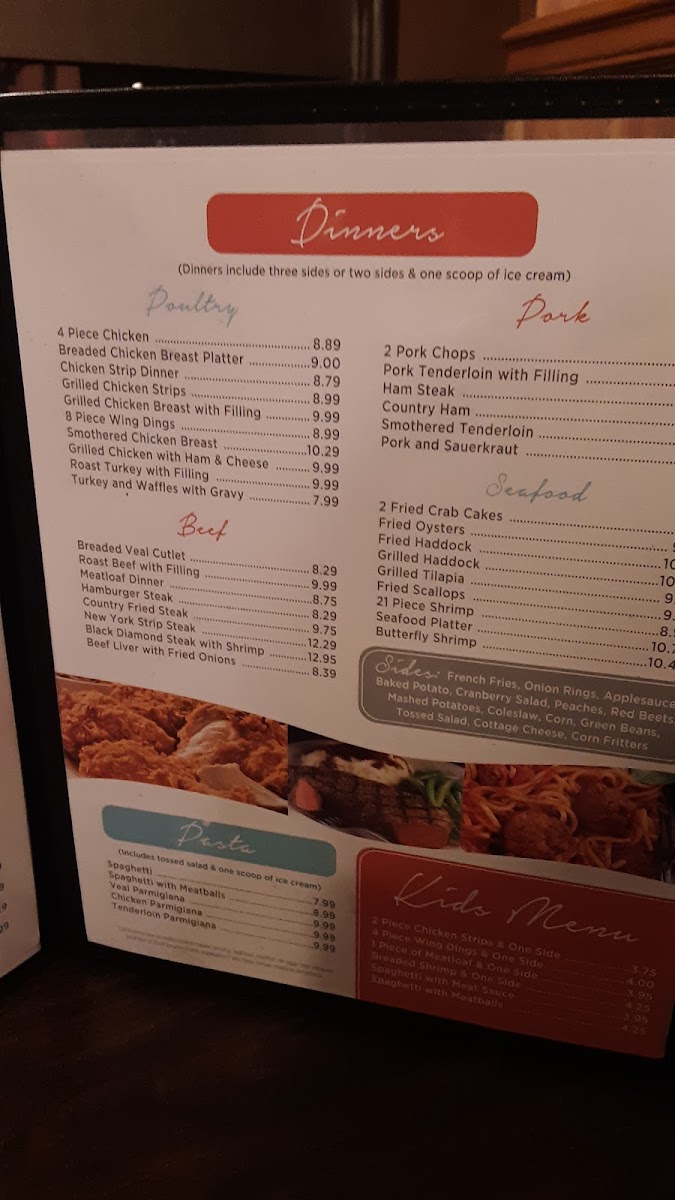 Dinners
(Dinners include three sides or two sides & one scoop of ice cream)
Poultry
4 Piece Chicken 8.89
Breaded Chicken Breast Platter 9.00
Chicken Strip Dinner 8.79
Grilled Chicken Strips 8.99
Grilled Chicken Breast with Filling 9.99
8 Piece Wing Dings 8.99
Smothered Chicken Breast 10.29
Grilled Chicken with Ham & Cheese 9.99
Roast Turkey with Filling 9.99
Turkey and Waffles with Gravy 7.99
Beef
Breaded Veal Cutlet 8.29
Roast Beef with Filling 9.99
Meatloaf Dinner 8.75
Hamburger Steak 8.29
Country Fried Steak 9.75
New York Strip Steak 12.29
Black Diamond Steak with Shrimp 12.95
Beef Liver with Fried Onions 8.39
Pork
2 Pork Chops
Pork Tenderloin with Filling
Ham Steak
Country Ham
Smothered Tenderloin
Pork and Sauerkraut
Seafood
2 Fried Crab Cakes
Fried Oysters
Fried Haddock 10
Grilled Haddock 10
Grilled Tilapia 9.
Fried Scallops 9.
21 Piece Shrimp 8.
Seafood Platter 10.7
Butterfly Shrimp 10.4
Sides: French Fries, Onion Rings, Applesauce
Baked Potato, Cranberry Salad, Peaches, Red Beets,
Mashed Potatoes, Coleslaw, Corn, Green Beans,
Tossed Salad, Cottage Cheese, Corn Fritters
Pasta
(Includes tossed salad & one scoop of ice cream)
Spaghetti 7.99
Spaghetti with Meatballs 8.99
Veal Parmigiana 9.99
Chicken Parmigiana 9.99
Tenderloin Parmigiana 9.99
Kids Menu
2 Piece Chicken Strips & One Side 3.75
4 Piece Wing Dings & One Side 4.00
1 Piece of Meatloaf & One Side 3.95
Breaded Shrimp & One Side 4.25
Spaghetti with Meat Sauce 3.95
Spaghetti with Meatballs 4.25